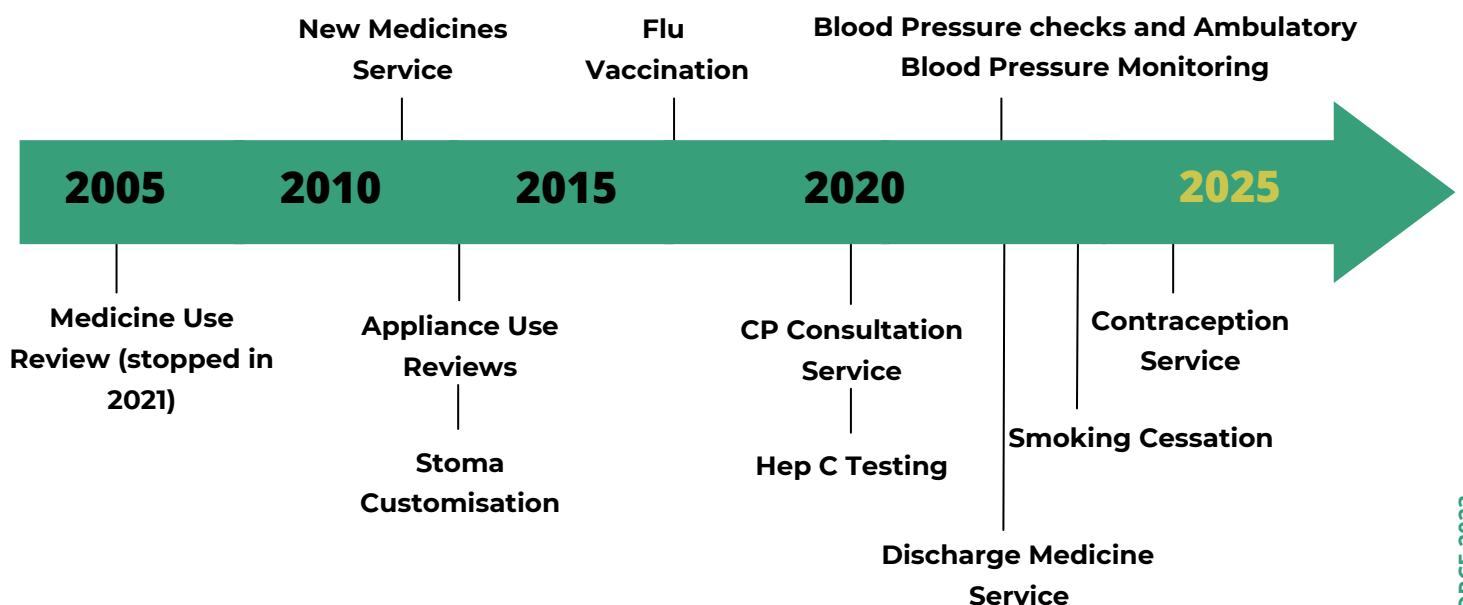 New Medicines
Service
Flu
Vaccination
Blood Pressure checks and Ambulatory
Blood Pressure Monitoring
2005
2010
2015
2020
2025
Medicine Use
Review (stopped in
2021)
Appliance Use
Reviews
Stoma
Customisation
CP Consultation
Service
Hep C Testing
Contraception
Service
Smoking Cessation
Discharge Medicine
Service